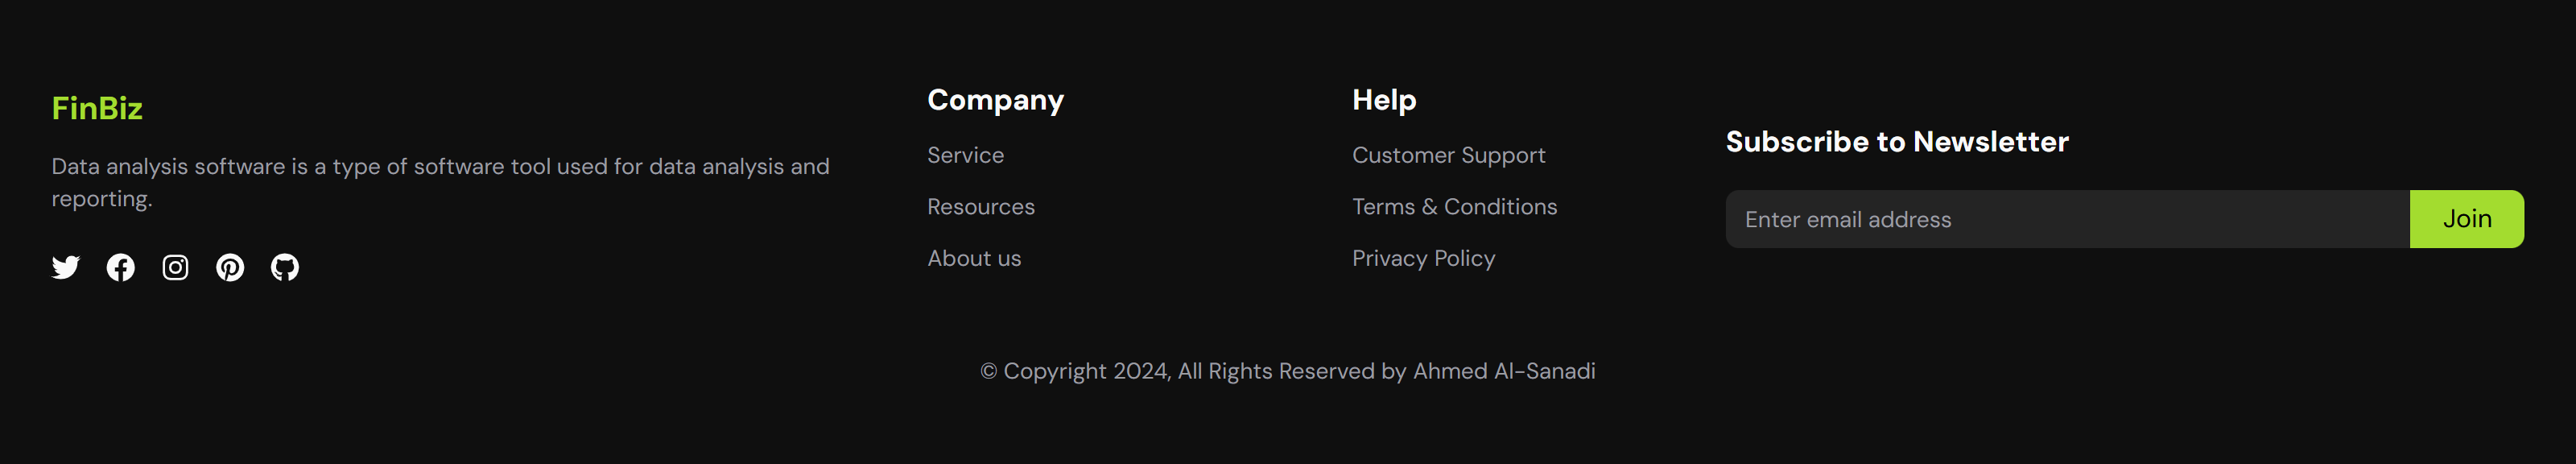 FinBiz
Data analysis software is a type of software tool used for data analysis and
reporting.
Company
Service
Resources
About us
Help
Customer Support
Terms & Conditions
Privacy Policy
Subscribe to Newsletter
Enter email address
Join
© Copyright 2024, All Rights Reserved by Ahmed Al-Sanadi